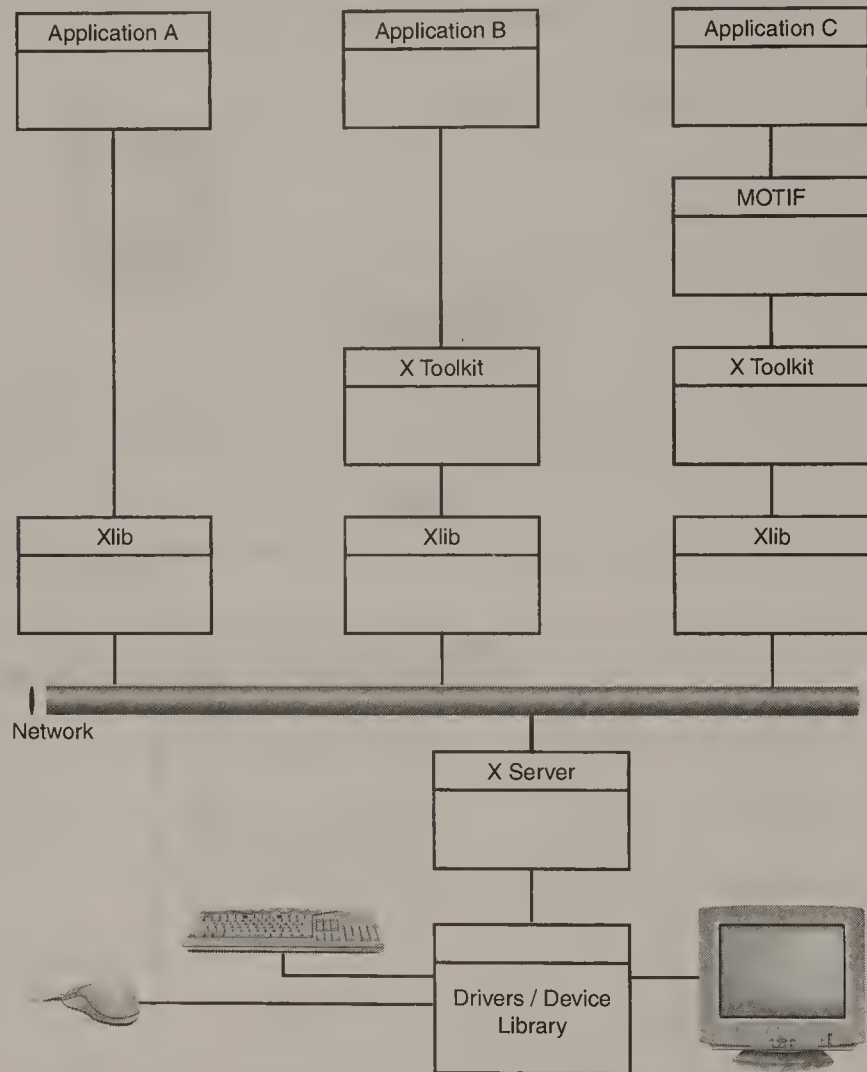 Application A
Application B
Application C
MOTIF
X Toolkit
X Toolkit
Xlib
Xlib
Xlib
Network
X Server
Drivers / Device
Library